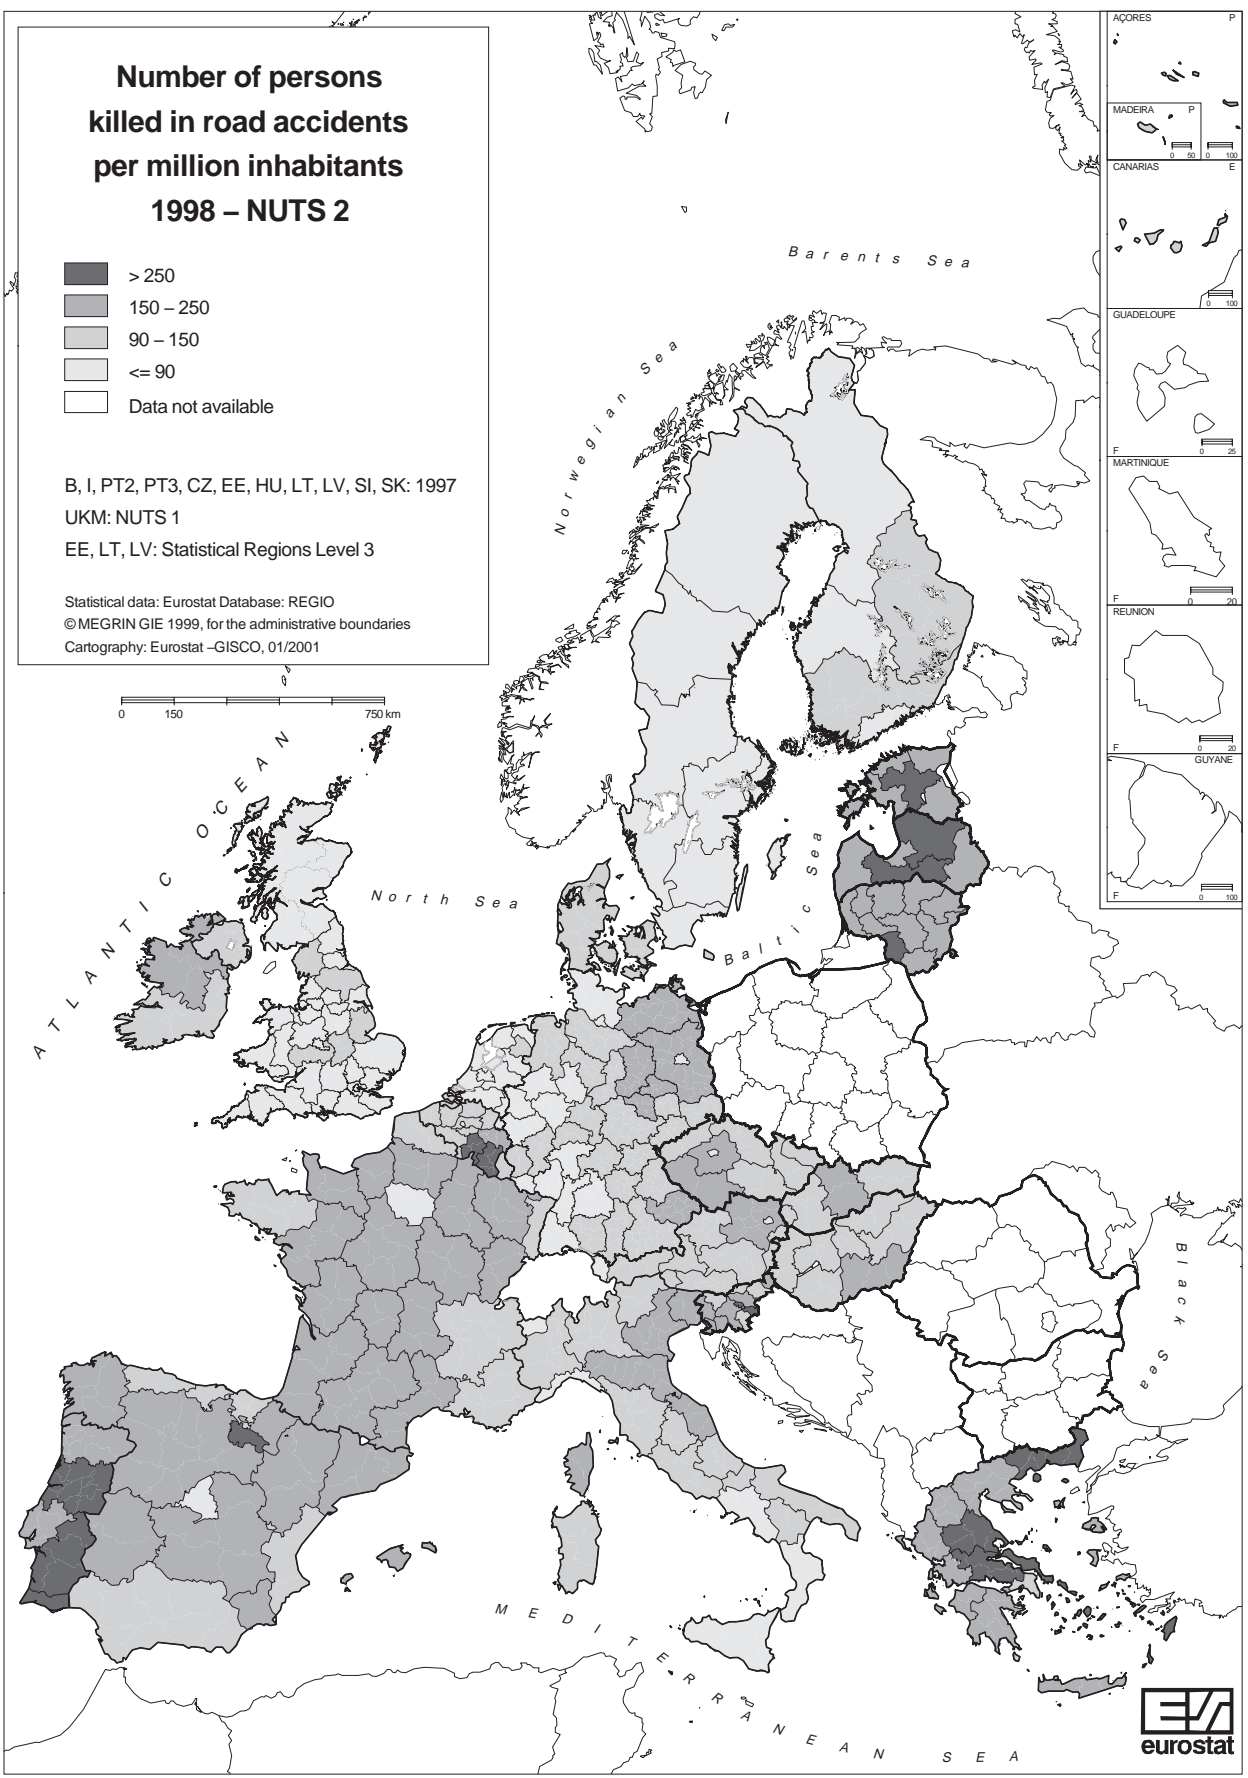 Number of persons
killed in road accidents
per million inhabitants
1998 – NUTS 2
> 250
150 – 250
90 – 150
<= 90
Data not available
B, I, PT2, PT3, CZ, EE, HU, LT, LV, SI, SK: 1997
UKM: NUTS 1
EE, LT, LV: Statistical Regions Level 3
Statistical data: Eurostat Database: REGIO
© MEGRIN GIE 1999, for the administrative boundaries
Cartography: Eurostat –GISCO, 01/2001
0 150 750 km
Barents Sea
Norwegian Sea
ATLANTIC OCEAN
North Sea
Baltic Sea
Black Sea
MEDITERRANEAN SEA
AÇORES P
0 100
MADEIRA P
0 50
CANARIAS E
0 100
GUADELOUPE
F 0 25
MARTINIQUE
F 0 20
REUNION
F 0 20
GUYANE
F 0 100
eurostat